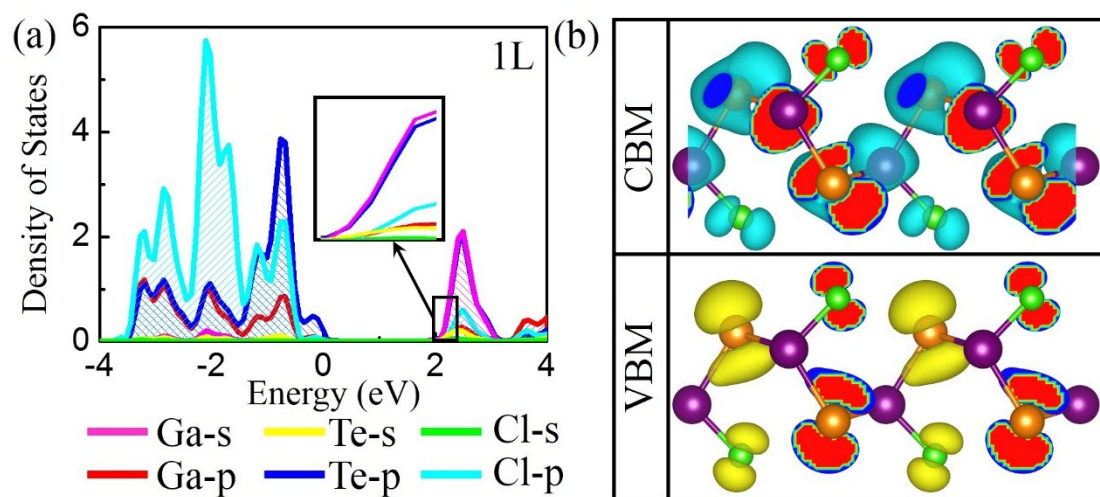 (a)
1L
Density of States
6
4
2
0
-4
-2
0
2
4
Energy (eV)
Ga-s
Te-s
Cl-s
Ga-p
Te-p
Cl-p
(b)
CBM
VBM